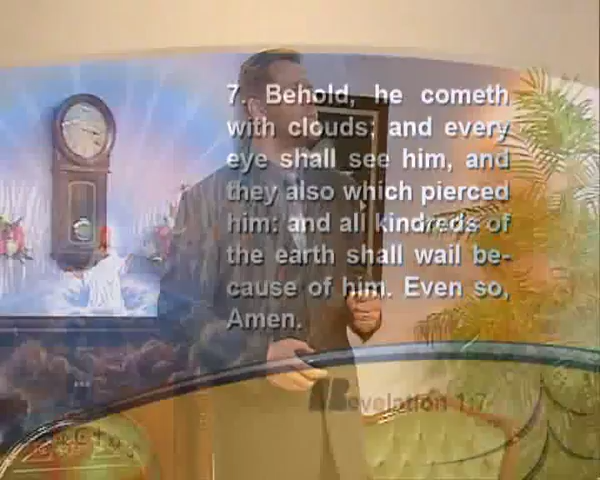 7. Behold, he cometh
with clouds; and every
eye shall see him, and
they also which pierced
him: and all kindreds of
the earth shall wail be-
cause of him. Even so,
Amen.
Revelation 1:7